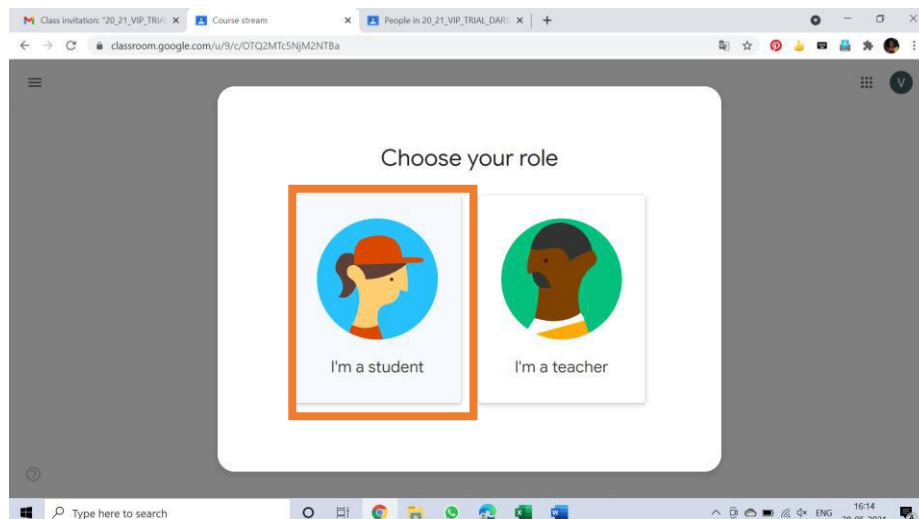 Class invitation: "20_21_VIP_TRIA
Course stream
People in 20_21_VIP_TRIAL_DARS
classroom.google.com/u/9/c/OTQ2MTc5NjM2NTBa
V
Choose your role
I'm a student
I'm a teacher
Type here to search
ENG
16:14